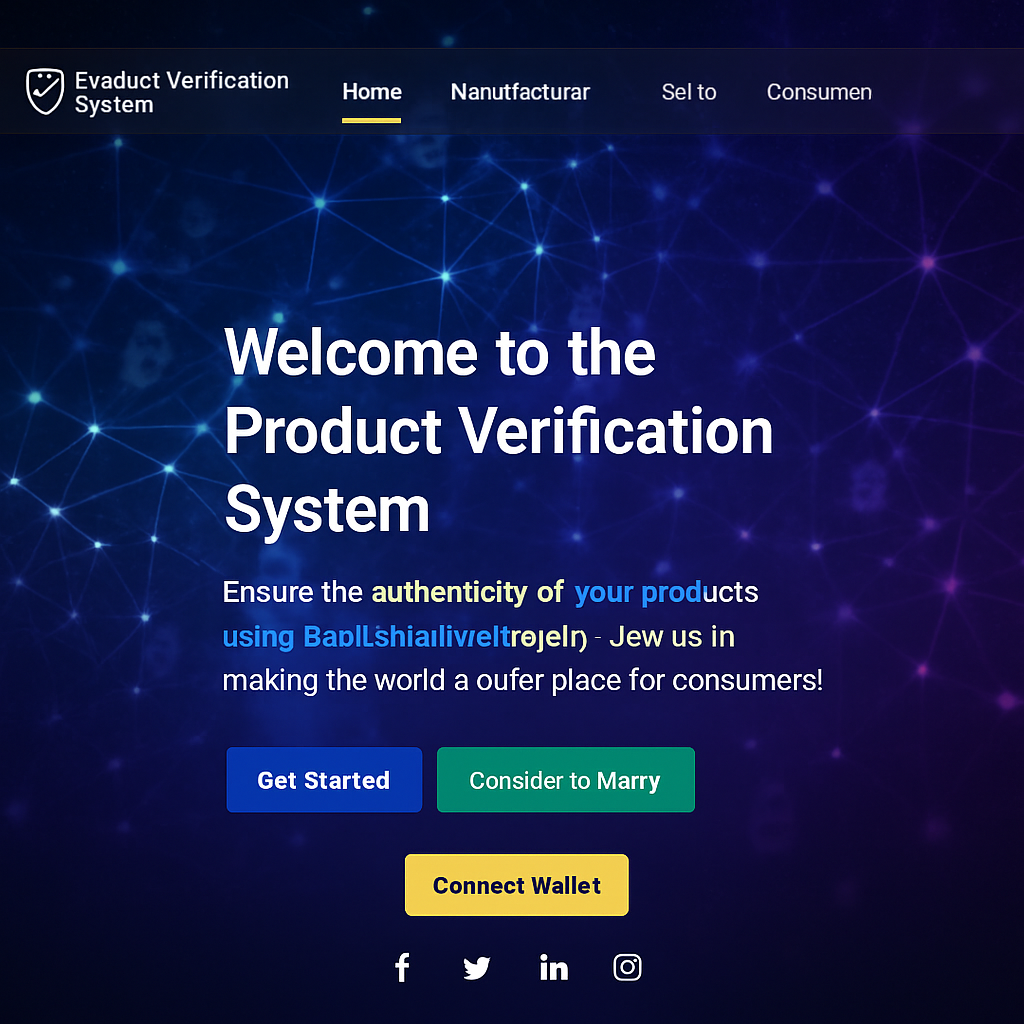 Evaduct Verification
System
Home Nanutfacturar Sel to Consumen
Welcome to the
Product Verification
System
Ensure the authenticity of your products
using - Jew us in
making the world a oufer place for consumers!
Get Started Consider to Marry
Connect Wallet